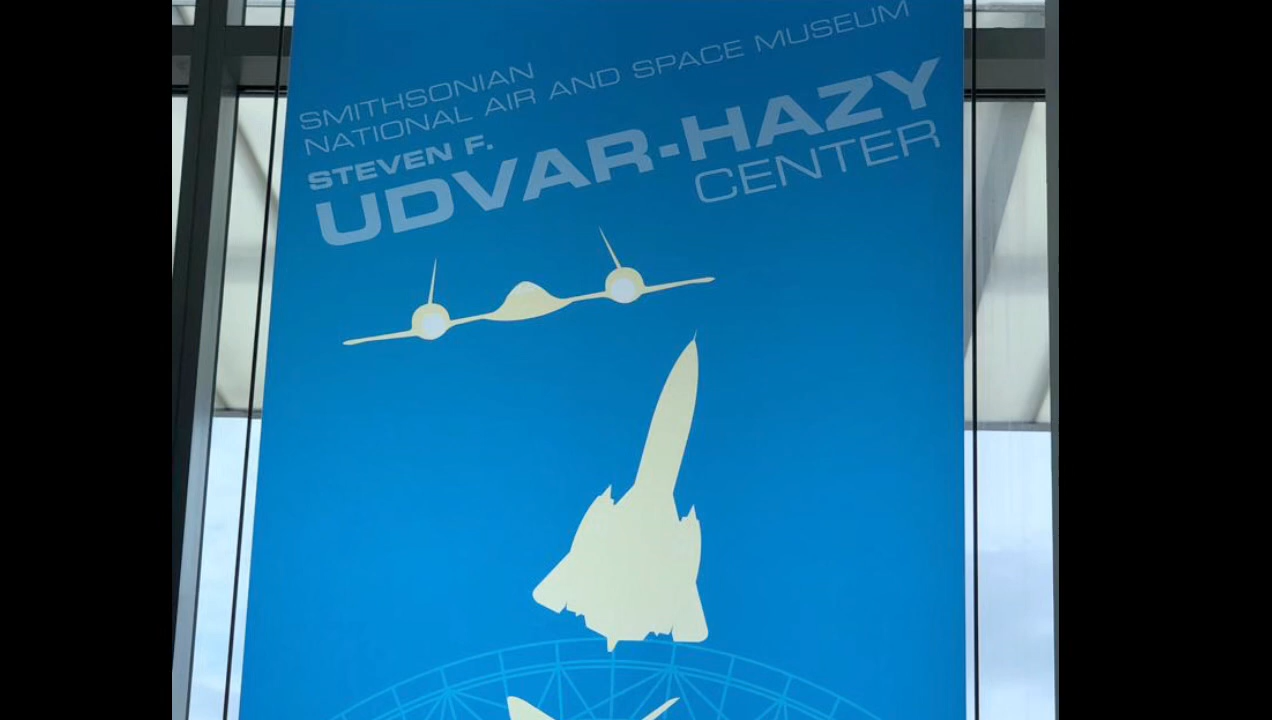 SMITHSONIAN
NATIONAL AIR AND SPACE MUSEUM
STEVEN F.
UDVAR-HAZY
CENTER